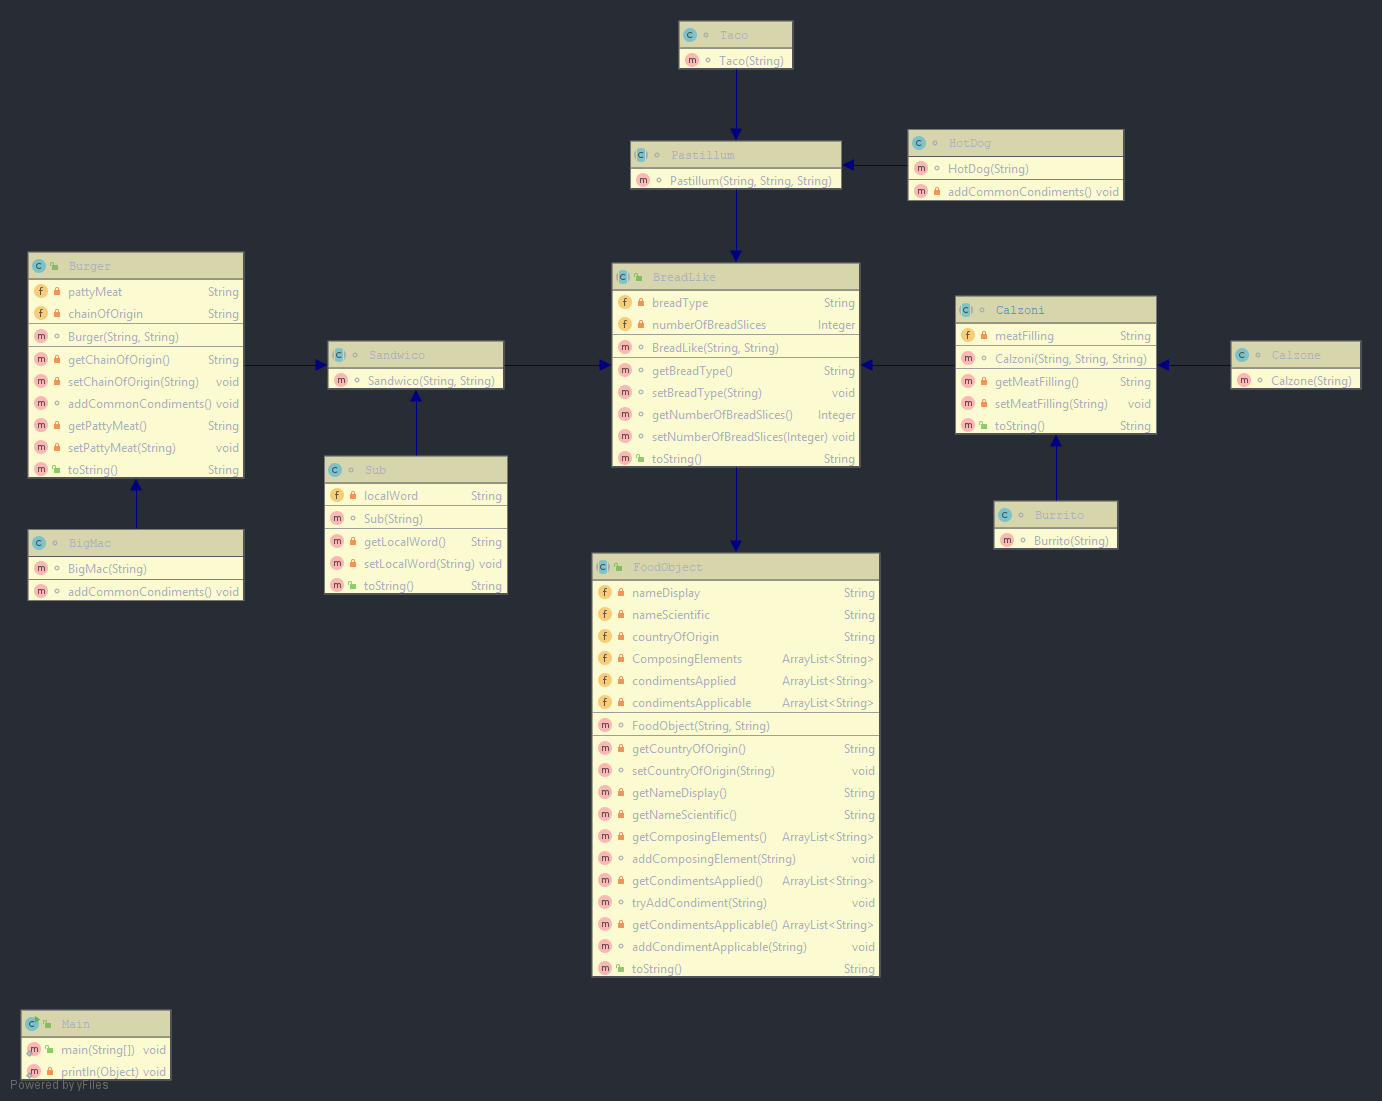 Taco
Taco(String)
Pastillum
Pastillum(String, String, String)
HotDog
HotDog(String)
addCommonCondiments() void
Burger
pattyMeat String
chainOfOrigin String
Burger(String, String)
getChainOfOrigin() String
setChainOfOrigin(String) void
addCommonCondiments() void
getPattyMeat() String
setPattyMeat(String) void
toString() String
BreadLike
breadType String
numberOfBreadSlices Integer
BreadLike(String, String)
getBreadType() String
setBreadType(String) void
getNumberOfBreadSlices() Integer
setNumberOfBreadSlices(Integer) void
toString() String
Calzoni
meatFilling String
Calzoni(String, String, String)
getMeatFilling() String
setMeatFilling(String) void
toString() String
Sandwico
Sandwico(String, String)
Calzone
Calzone(String)
Sub
localWord String
Sub(String)
getLocalWord() String
setLocalWord(String) void
toString() String
Burrito
Burrito(String)
BigMac
BigMac(String)
addCommonCondiments() void
FoodObject
nameDisplay String
nameScientific String
countryOfOrigin String
ComposingElements ArrayList<String>
condimentsApplied ArrayList<String>
condimentsApplicable ArrayList<String>
FoodObject(String, String)
getCountryOfOrigin() String
setCountryOfOrigin(String) void
getNameDisplay() String
getNameScientific() String
getComposingElements() ArrayList<String>
addComposingElement(String) void
getCondimentsApplied() ArrayList<String>
tryAddCondiment(String) void
getCondimentsApplicable() ArrayList<String>
addCondimentApplicable(String) void
toString() String
Main
main(String[]) void
println(Object) void
Powered by yFiles